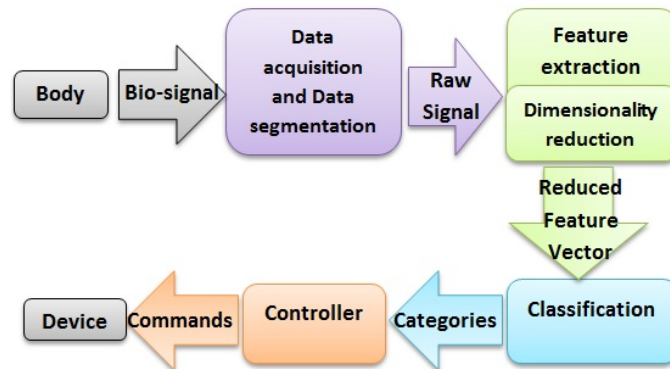 Body
Bio-signal
Data
acquisition
and Data
segmentation
Raw
Signal
Feature
extraction
Dimensionality
reduction
Reduced
Feature
Vector
Classification
Categories
Controller
Commands
Device